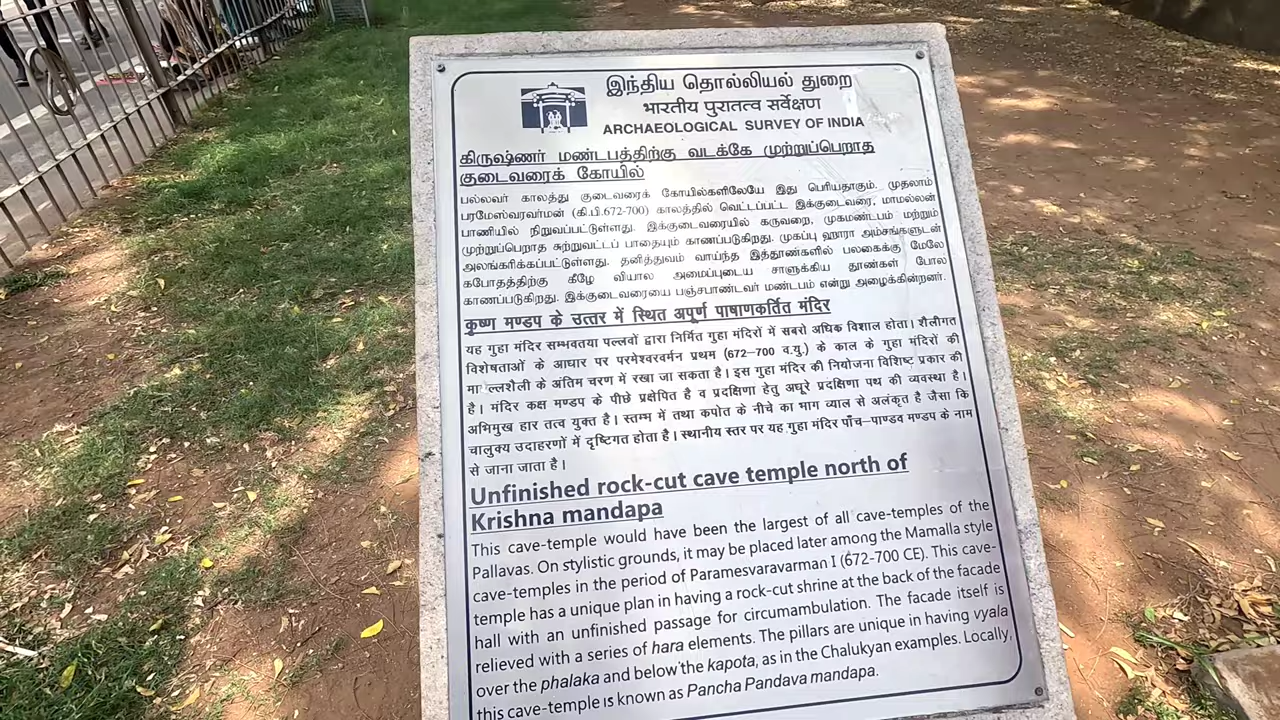 இந்திய தொல்லியல் துறை
भारतीय पुरातत्व सर्वेक्षण
ARCHAEOLOGICAL SURVEY OF INDIA
கிருஷ்ணர் மண்டபத்திற்கு வடக்கே முற்றுப்பெறாத
குடைவரைக் கோயில்
பல்லவர் காலத்து குடைவரைக் கோயில்களிலேயே இது பெரியதாகும். முதலாம்
பரமேஸ்வரவர்மன் (கி.பி.672-700) காலத்தில் வெட்டப்பட்ட இக்குடைவரை, மாமல்லன்
பாணியில் நிறுவப்பட்டுள்ளது. இக்குடைவரையில் கருவறை, முகமண்டபம் மற்றும்
முற்றுப்பெறாத சுற்றுவட்டப் பாதையும் காணப்படுகிறது. முகப்பு ஹாரா அம்சங்களுடன்
அலங்கரிக்கப்பட்டுள்ளது. தனித்துவம் வாய்ந்த இத்தூண்களில் பலகைக்கு மேலே
கபோதத்திற்கு கீழே வியால அமைப்புடைய சாளுக்கிய தூண்கள் போல
காணப்படுகிறது. இக்குடைவரையை பஞ்சபாண்டவர் மண்டபம் என்று அழைக்கின்றனர்.
कृष्ण मण्डप के उत्तर में स्थित अपूर्ण पाषाणकर्तित मंदिर
यह गुहा मंदिर सम्भवतया पल्लवों द्वारा निर्मित गुहा मंदिरों में सबसे अधिक विशाल होता। शैलीगत
विशेषताओं के आधार पर परमेश्वरवर्मन प्रथम (672–700 व.यु.) के काल के गुहा मंदिरों की
मा ल्लशैली के अंतिम चरण में रखा जा सकता है। इस गुहा मंदिर की नियोजना विशिष्ट प्रकार की
है। मंदिर कक्ष मण्डप के पीछे प्रक्षेपित है व प्रदक्षिणा हेतु अधूरे प्रदक्षिणा पथ की व्यवस्था है।
अभिमुख हार तत्व युक्त है। स्तम्भ में तथा कपोत के नीचे का भाग व्याल से अलंकृत है जैसा कि
चालुक्य उदाहरणों में दृष्टिगत होता है। स्थानीय स्तर पर यह गुहा मंदिर पाँच–पाण्डव मण्डप के नाम
से जाना जाता है।
Unfinished rock-cut cave temple north of
Krishna mandapa
This cave-temple would have been the largest of all cave-temples of the
Pallavas. On stylistic grounds, it may be placed later among the Mamalla style
cave-temples in the period of Paramesvaravarman I (672-700 CE). This cave-
temple has a unique plan in having a rock-cut shrine at the back of the facade
hall with an unfinished passage for circumambulation. The facade itself is
relieved with a series of hara elements. The pillars are unique in having vyala
over the phalaka and below the kapota, as in the Chalukyan examples. Locally,
this cave-temple is known as Pancha Pandava mandapa.